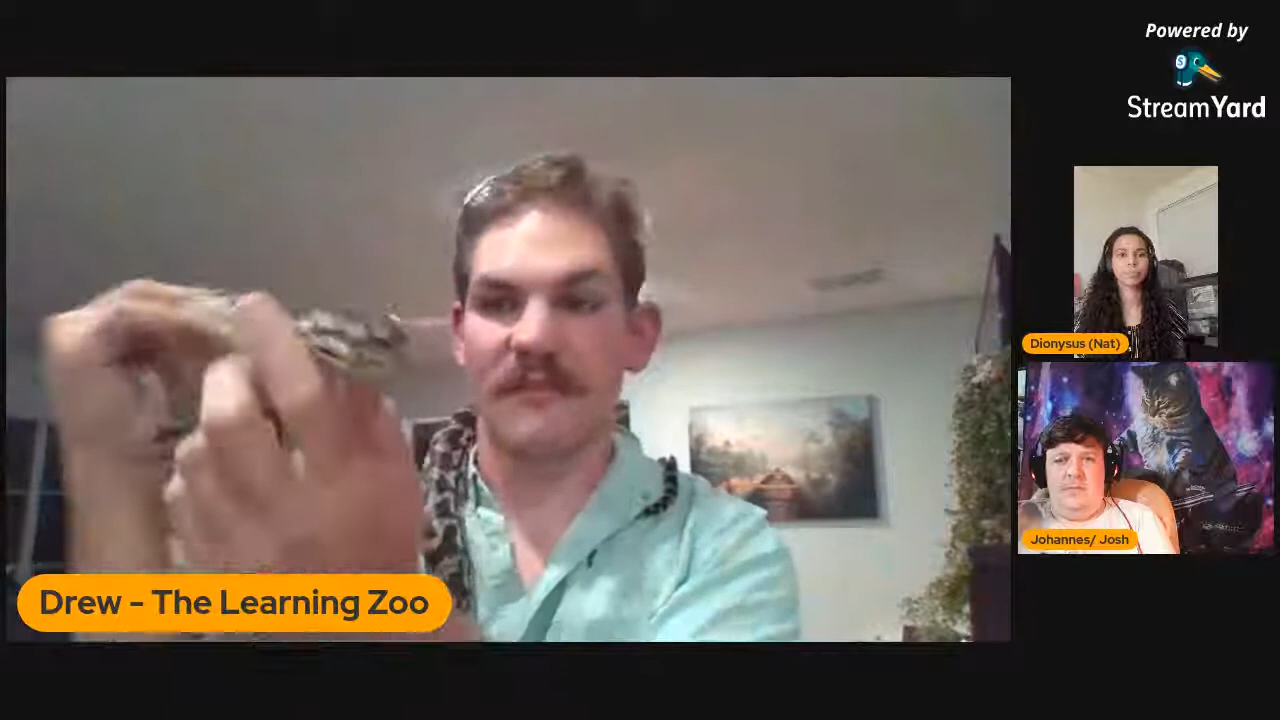 Powered by
StreamYard
Dionysus (Nat)
Johannes/ Josh
Drew - The Learning Zoo